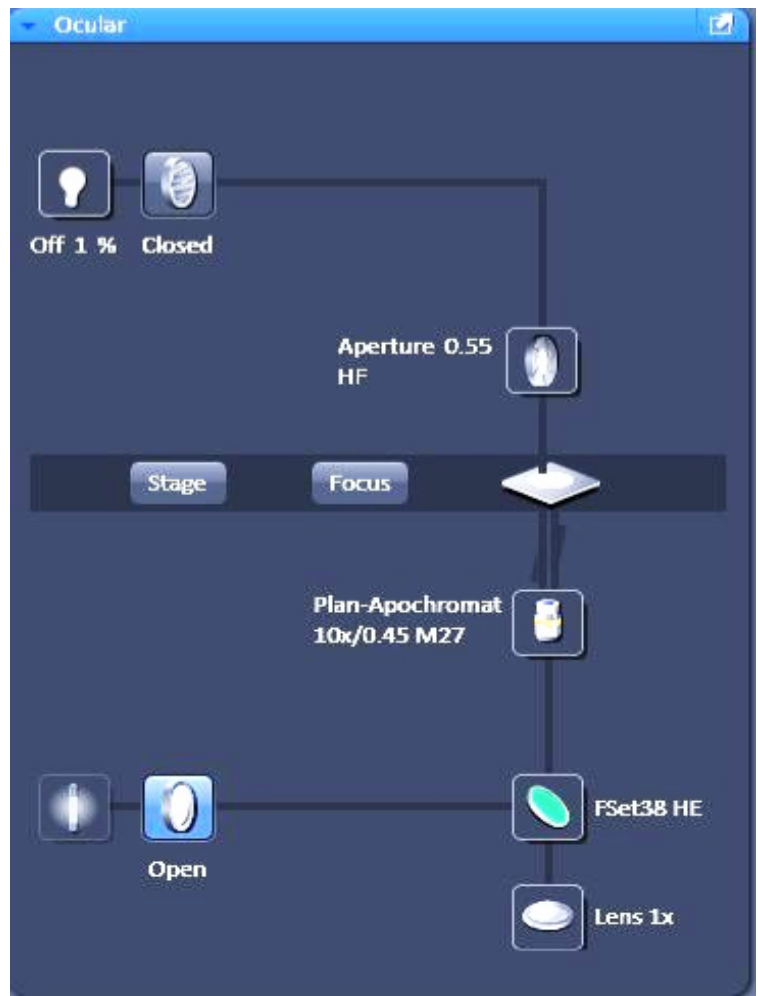 Ocular
Off 1 % Closed
Aperture 0.55
HF
Stage Focus
Plan-Apochromat
10x/0.45 M27
FSet38 HE
Open
Lens 1x